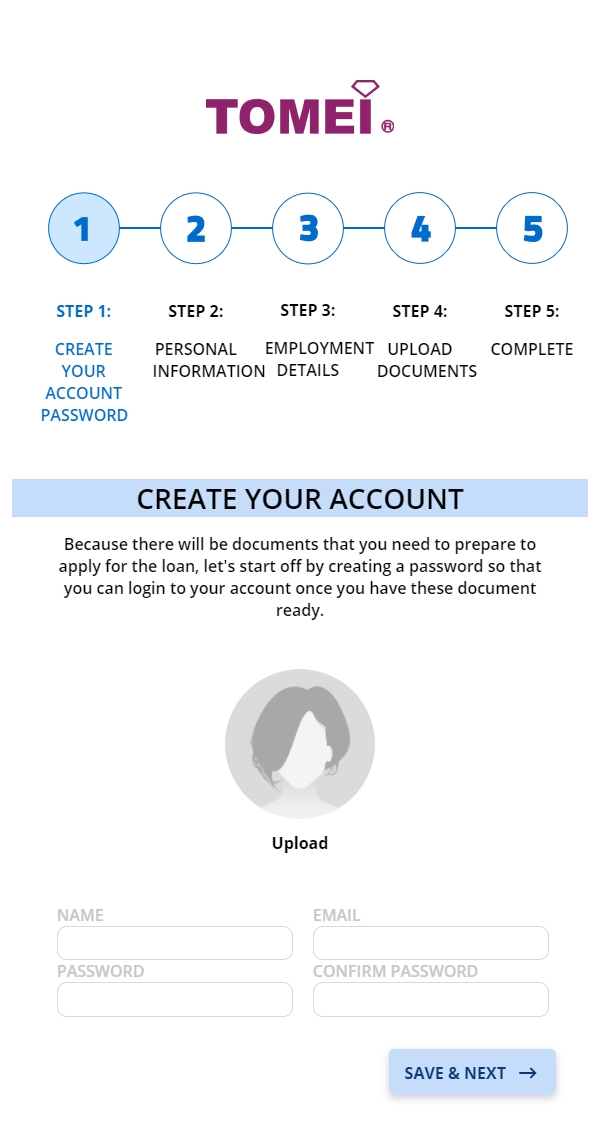 TOMEI ®
1 2 3 4 5
STEP 1: STEP 2: STEP 3: STEP 4: STEP 5:
CREATE
YOUR
ACCOUNT
PASSWORD
PERSONAL
INFORMATION
EMPLOYMENT
DETAILS
UPLOAD
DOCUMENTS
COMPLETE
CREATE YOUR ACCOUNT
Because there will be documents that you need to prepare to
apply for the loan, let's start off by creating a password so that
you can login to your account once you have these document
ready.
Upload
NAME EMAIL
PASSWORD CONFIRM PASSWORD
SAVE & NEXT →